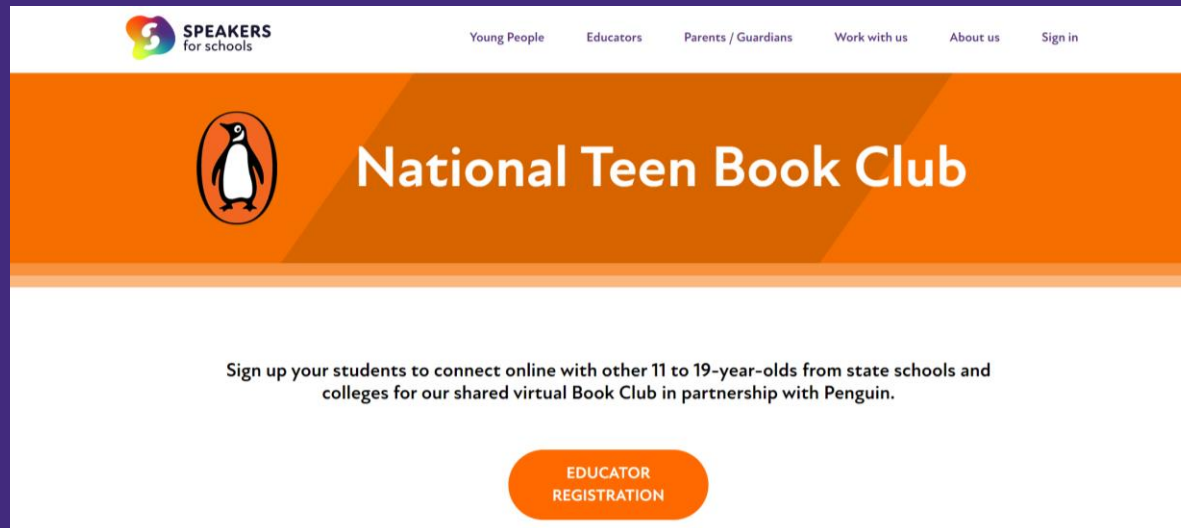 SPEAKERS
for schools
Young People Educators Parents / Guardians Work with us About us Sign in
National Teen Book Club
Sign up your students to connect online with other 11 to 19-year-olds from state schools and
colleges for our shared virtual Book Club in partnership with Penguin.
EDUCATOR
REGISTRATION